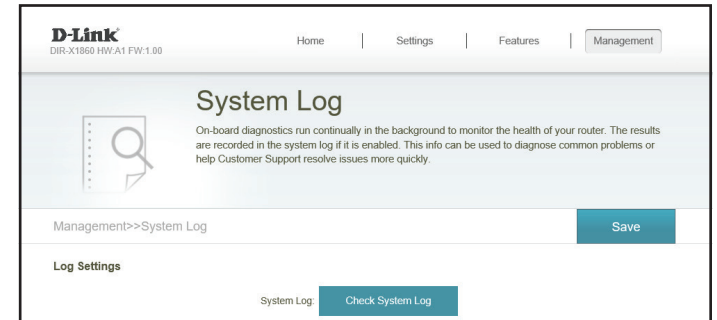 D-Link
DIR-X1860 HW:A1 FW:1.00
Home | Settings | Features | Management
System Log
On-board diagnostics run continually in the background to monitor the health of your router. The results
are recorded in the system log if it is enabled. This info can be used to diagnose common problems or
help Customer Support resolve issues more quickly.
Management>>System Log
Save
Log Settings
System Log: Check System Log